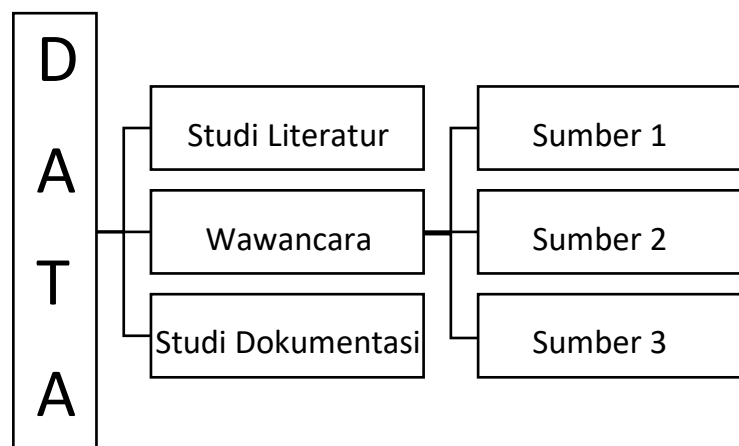 D
A
T
A
Studi Literatur
Wawancara
Studi Dokumentasi
Sumber 1
Sumber 2
Sumber 3